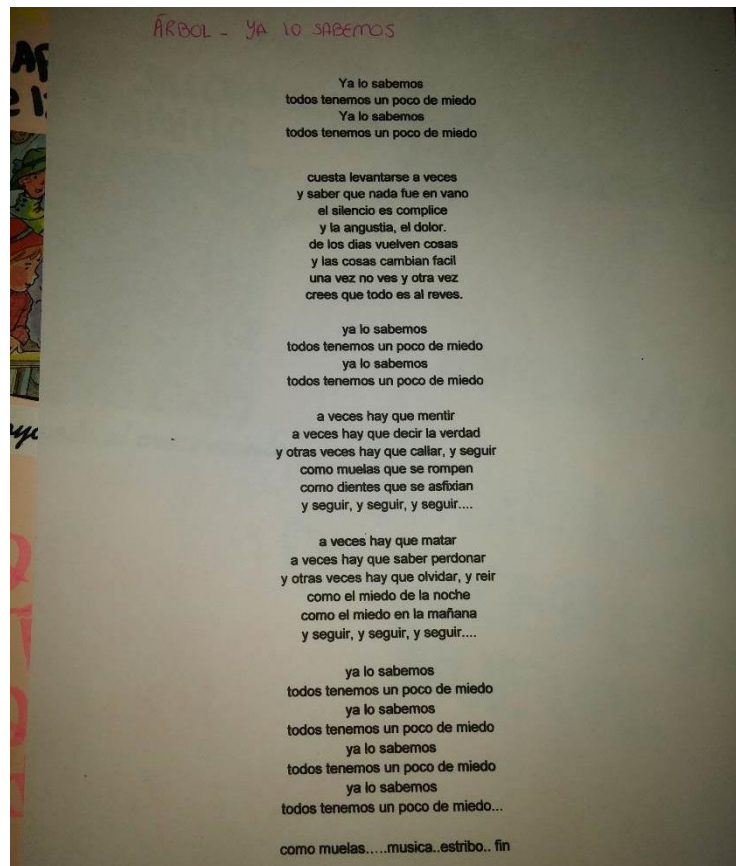 ÁRBOL - YA LO SABEMOS
Ya lo sabemos
todos tenemos un poco de miedo
Ya lo sabemos
todos tenemos un poco de miedo
cuesta levantarse a veces
y saber que nada fue en vano
el silencio es complice
y la angustia, el dolor.
de los dias vuelven cosas
y las cosas cambian facil
una vez no ves y otra vez
crees que todo es al reves.
ya lo sabemos
todos tenemos un poco de miedo
ya lo sabemos
todos tenemos un poco de miedo
a veces hay que mentir
a veces hay que decir la verdad
y otras veces hay que callar, y seguir
como muelas que se rompen
como dientes que se asfixian
y seguir, y seguir, y seguir....
a veces hay que matar
a veces hay que saber perdonar
y otras veces hay que olvidar, y reir
como el miedo de la noche
como el miedo en la mañana
y seguir, y seguir, y seguir....
ya lo sabemos
todos tenemos un poco de miedo
ya lo sabemos
todos tenemos un poco de miedo
ya lo sabemos
todos tenemos un poco de miedo
ya lo sabemos
todos tenemos un poco de miedo...
como muelas.....musica..estribo.. fin